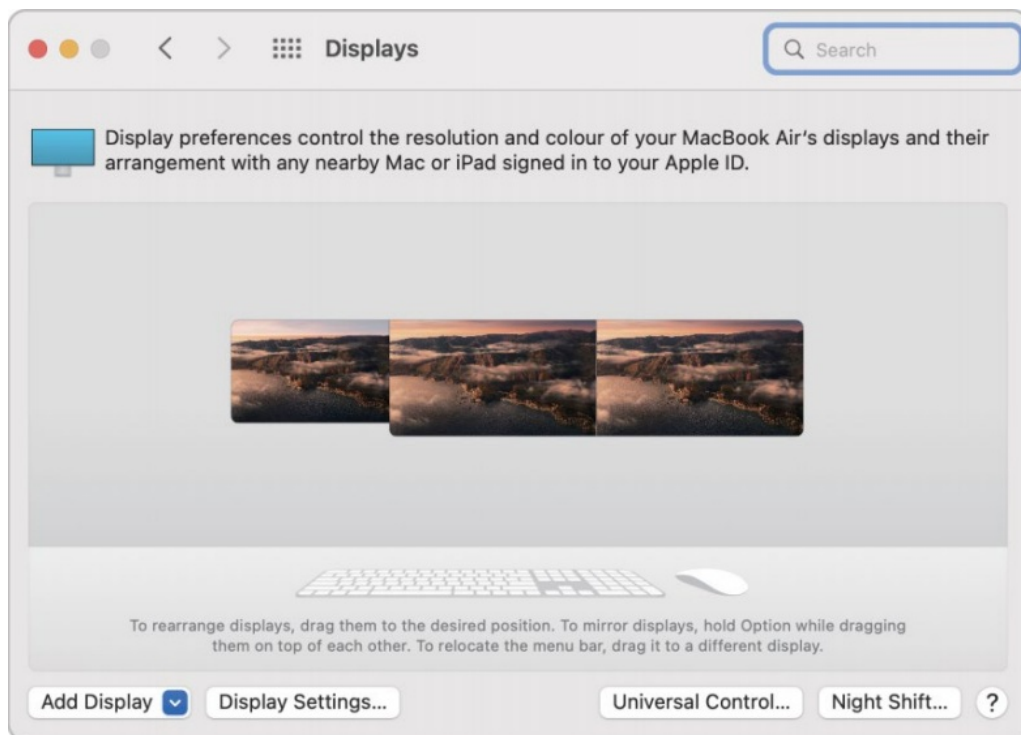 Displays
Search
Display preferences control the resolution and colour of your MacBook Air's displays and their
arrangement with any nearby Mac or iPad signed in to your Apple ID.
To rearrange displays, drag them to the desired position. To mirror displays, hold Option while dragging
them on top of each other. To relocate the menu bar, drag it to a different display.
Add Display
Display Settings...
Universal Control...
Night Shift...
?